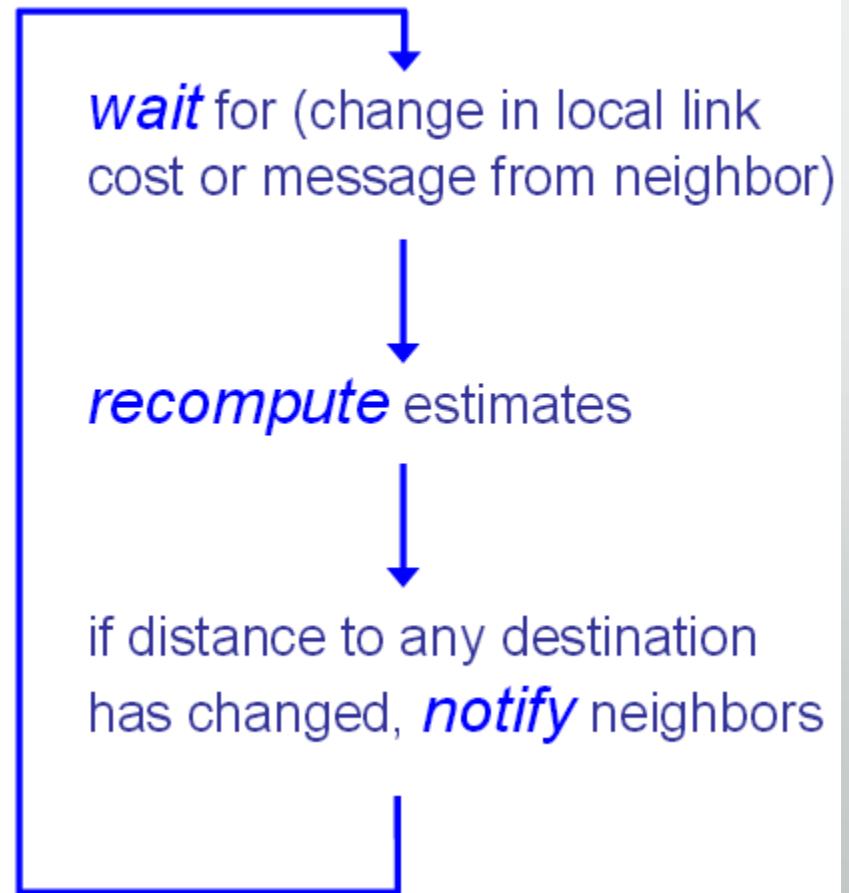 wait for (change in local link
cost or message from neighbor)
recompute estimates
if distance to any destination
has changed, notify neighbors